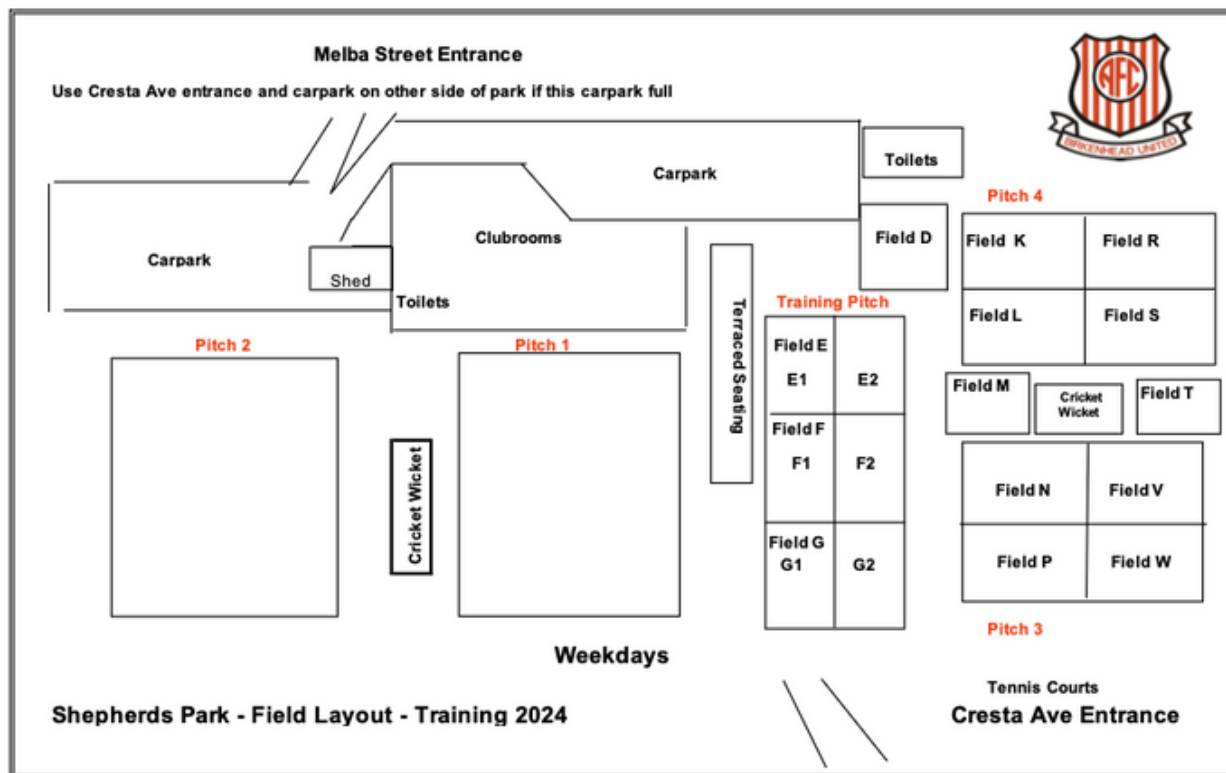 Melba Street Entrance
Use Cresta Ave entrance and carpark on other side of park if this carpark full
AFC
BIRKENHEAD UNITED
Toilets
Carpark
Pitch 4
Field D
Field K
Field R
Clubrooms
Carpark
Shed
Toilets
Training Pitch
Terraced Seating
Field L
Field S
Pitch 2
Pitch 1
Field E
E1
E2
Field M
Cricket
Wicket
Field T
Field F
F1
F2
Cricket Wicket
Field N
Field V
Field G
G1
G2
Field P
Field W
Pitch 3
Weekdays
Tennis Courts
Shepherds Park - Field Layout - Training 2024
Cresta Ave Entrance